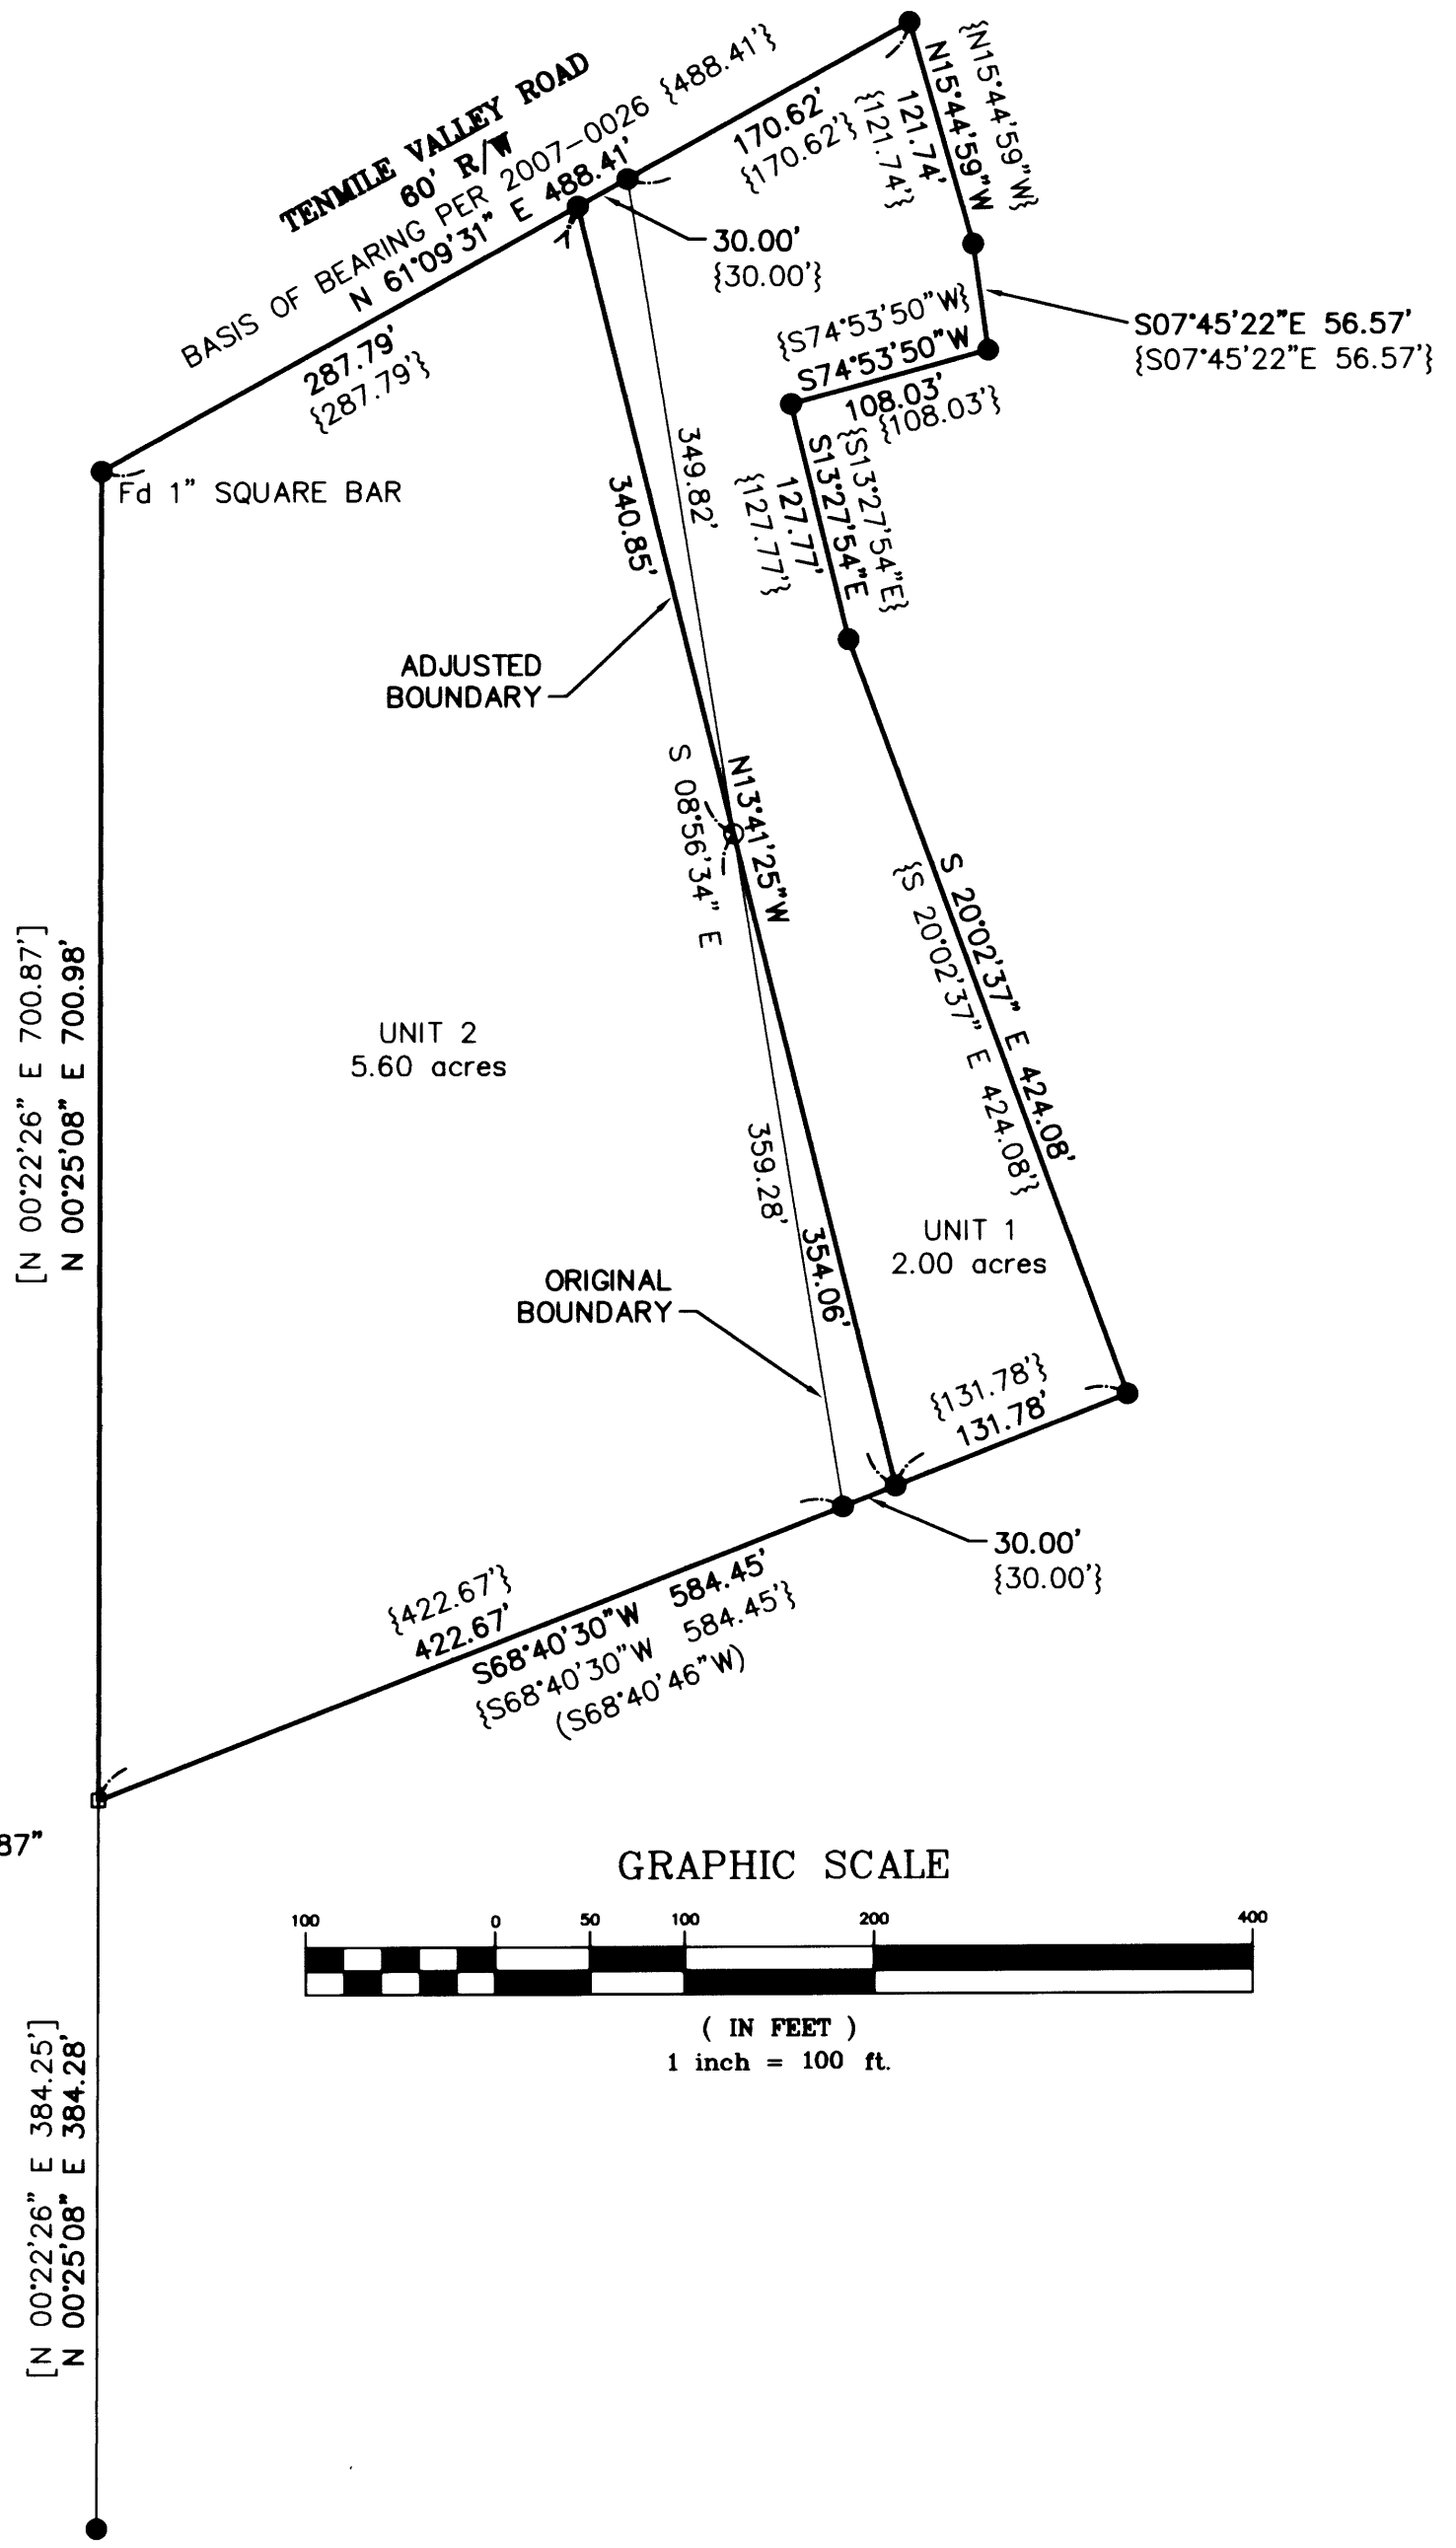 TENMILE VALLEY ROAD
60' R/W
BASIS OF BEARING PER 2007-0026 {488.41'}
N 61°09'31" E 488.41'
287.79'
{287.79'}
170.62'
{170.62'}
30.00'
{30.00'}
{N15°44'59"W}
N15°44'59"W
121.74'
{121.74'}
S07°45'22"E 56.57'
{S07°45'22"E 56.57'}
{S74°53'50"W}
S74°53'50"W
108.03'
{108.03'}
{S13°27'54"E}
S13°27'54"E
127.77'
{127.77'}
Fd 1" SQUARE BAR
349.82'
340.85'
ADJUSTED
BOUNDARY
N13°41'25"W
S 08°56'34" E
S 20°02'37" E 424.08'
{S 20°02'37" E 424.08'}
[N 00°22'26" E 700.87']
N 00°25'08" E 700.98'
UNIT 2
5.60 acres
359.28'
354.06'
UNIT 1
2.00 acres
ORIGINAL
BOUNDARY
{131.78'}
131.78'
30.00'
{30.00'}
{422.67'}
422.67'
S68°40'30"W 584.45'
{S68°40'30"W 584.45'}
(S68°40'46"W)
87"
GRAPHIC SCALE
100 0 50 100 200 400
( IN FEET )
1 inch = 100 ft.
[N 00°22'26" E 384.25']
N 00°25'08" E 384.28'